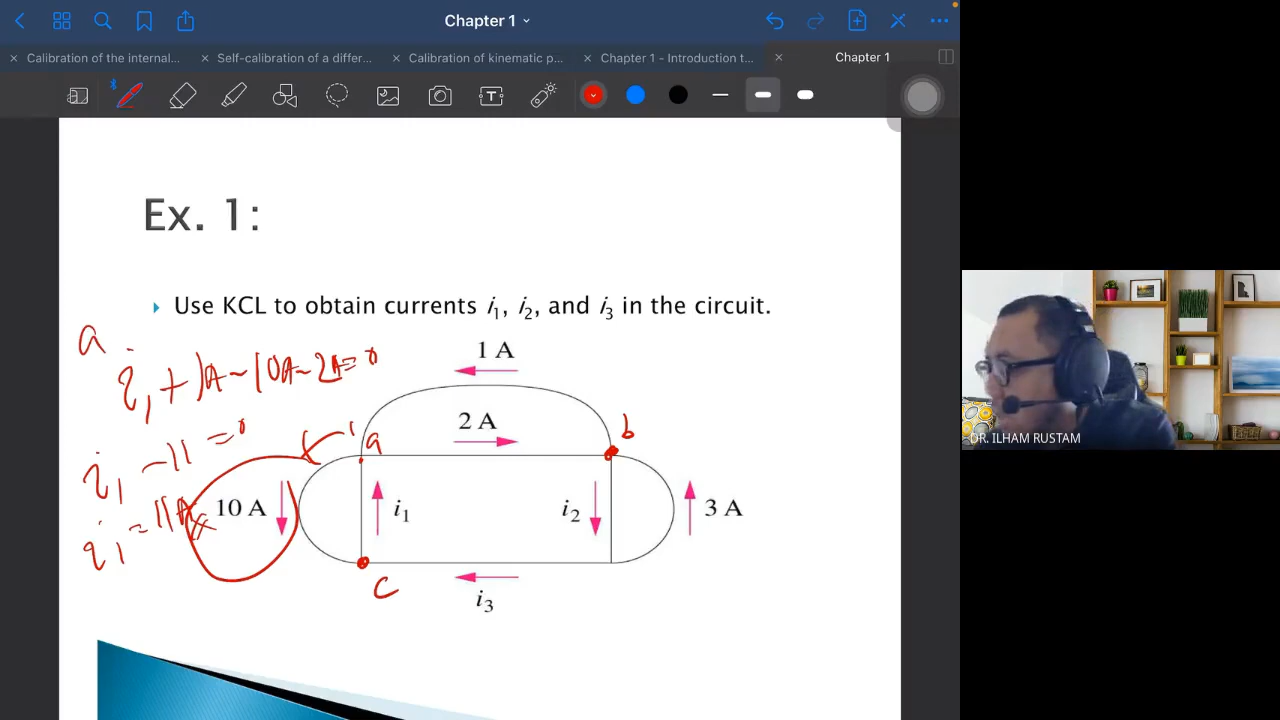 Chapter 1
Calibration of the internal...
Self-calibration of a differ...
Calibration of kinematic p...
Chapter 1 - Introduction t...
Chapter 1
T
Ex. 1:
Use KCL to obtain currents i1, i2, and i3 in the circuit.
a
i1 + 1A - 10A - 2A = 0
i1 - 11 = 0
i1 = 11A
1 A
2 A
a
b
10 A
i1
i2
3 A
c
i3
DR. ILHAM RUSTAM